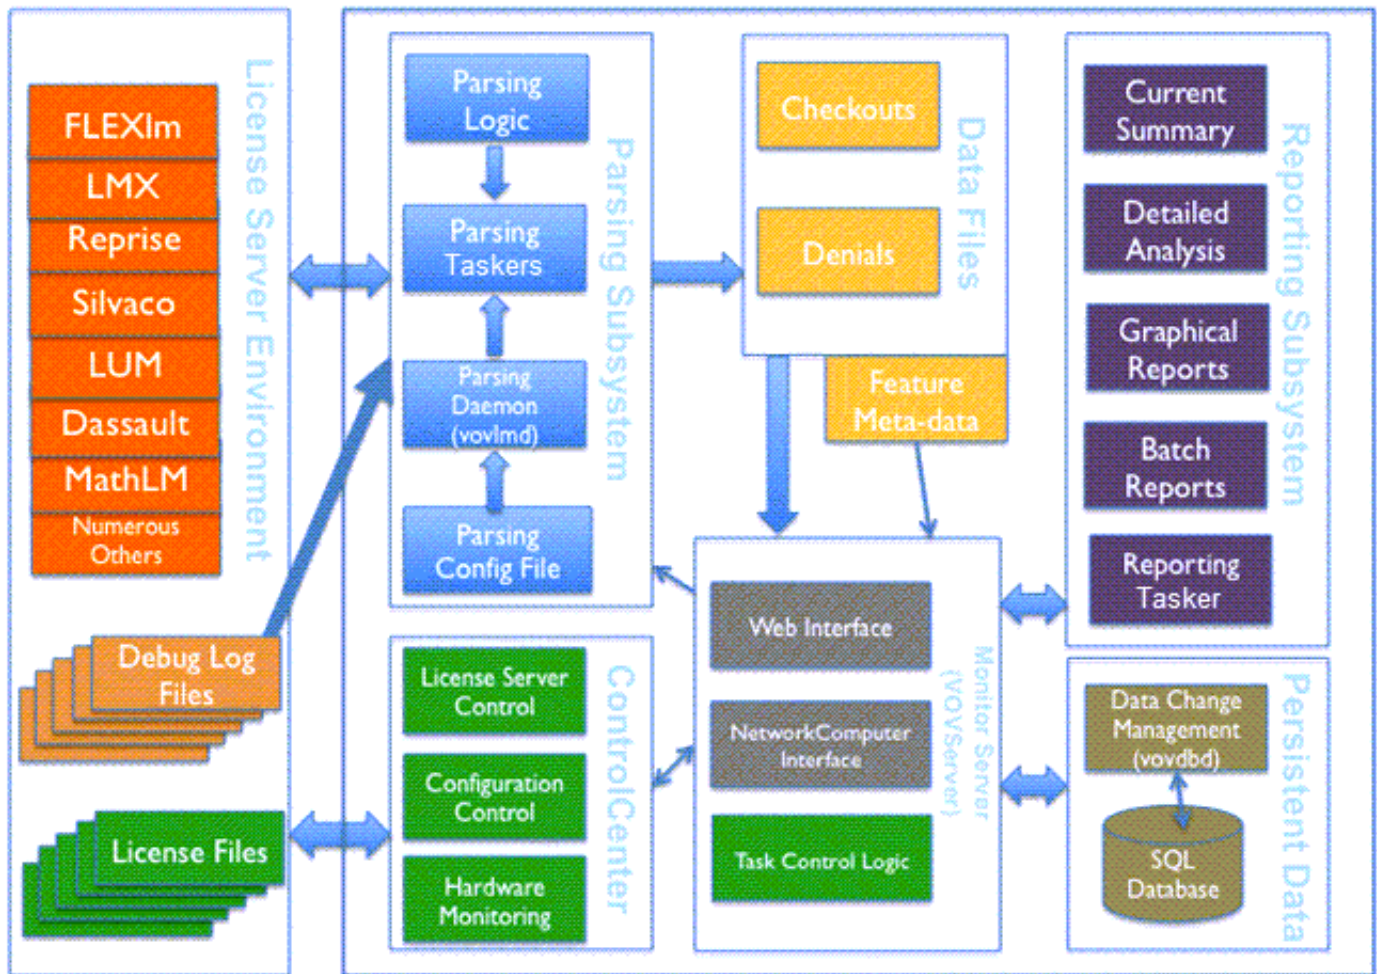 License Server Environment
FLEXlm
LMX
Reprise
Silvaco
LUM
Dassault
MathLM
Numerous
Others
Debug Log
Files
License Files
Parsing Subsystem
Parsing
Logic
Parsing
Taskers
Parsing
Daemon
(vovlmd)
Parsing
Config File
ControlCenter
License Server
Control
Configuration
Control
Hardware
Monitoring
Data Files
Checkouts
Denials
Feature
Meta-data
Monitor Server
(VOVServer)
Web Interface
NetworkComputer
Interface
Task Control Logic
Reporting Subsystem
Current
Summary
Detailed
Analysis
Graphical
Reports
Batch
Reports
Reporting
Tasker
Persistent Data
Data Change
Management
(vovdbd)
SQL
Database